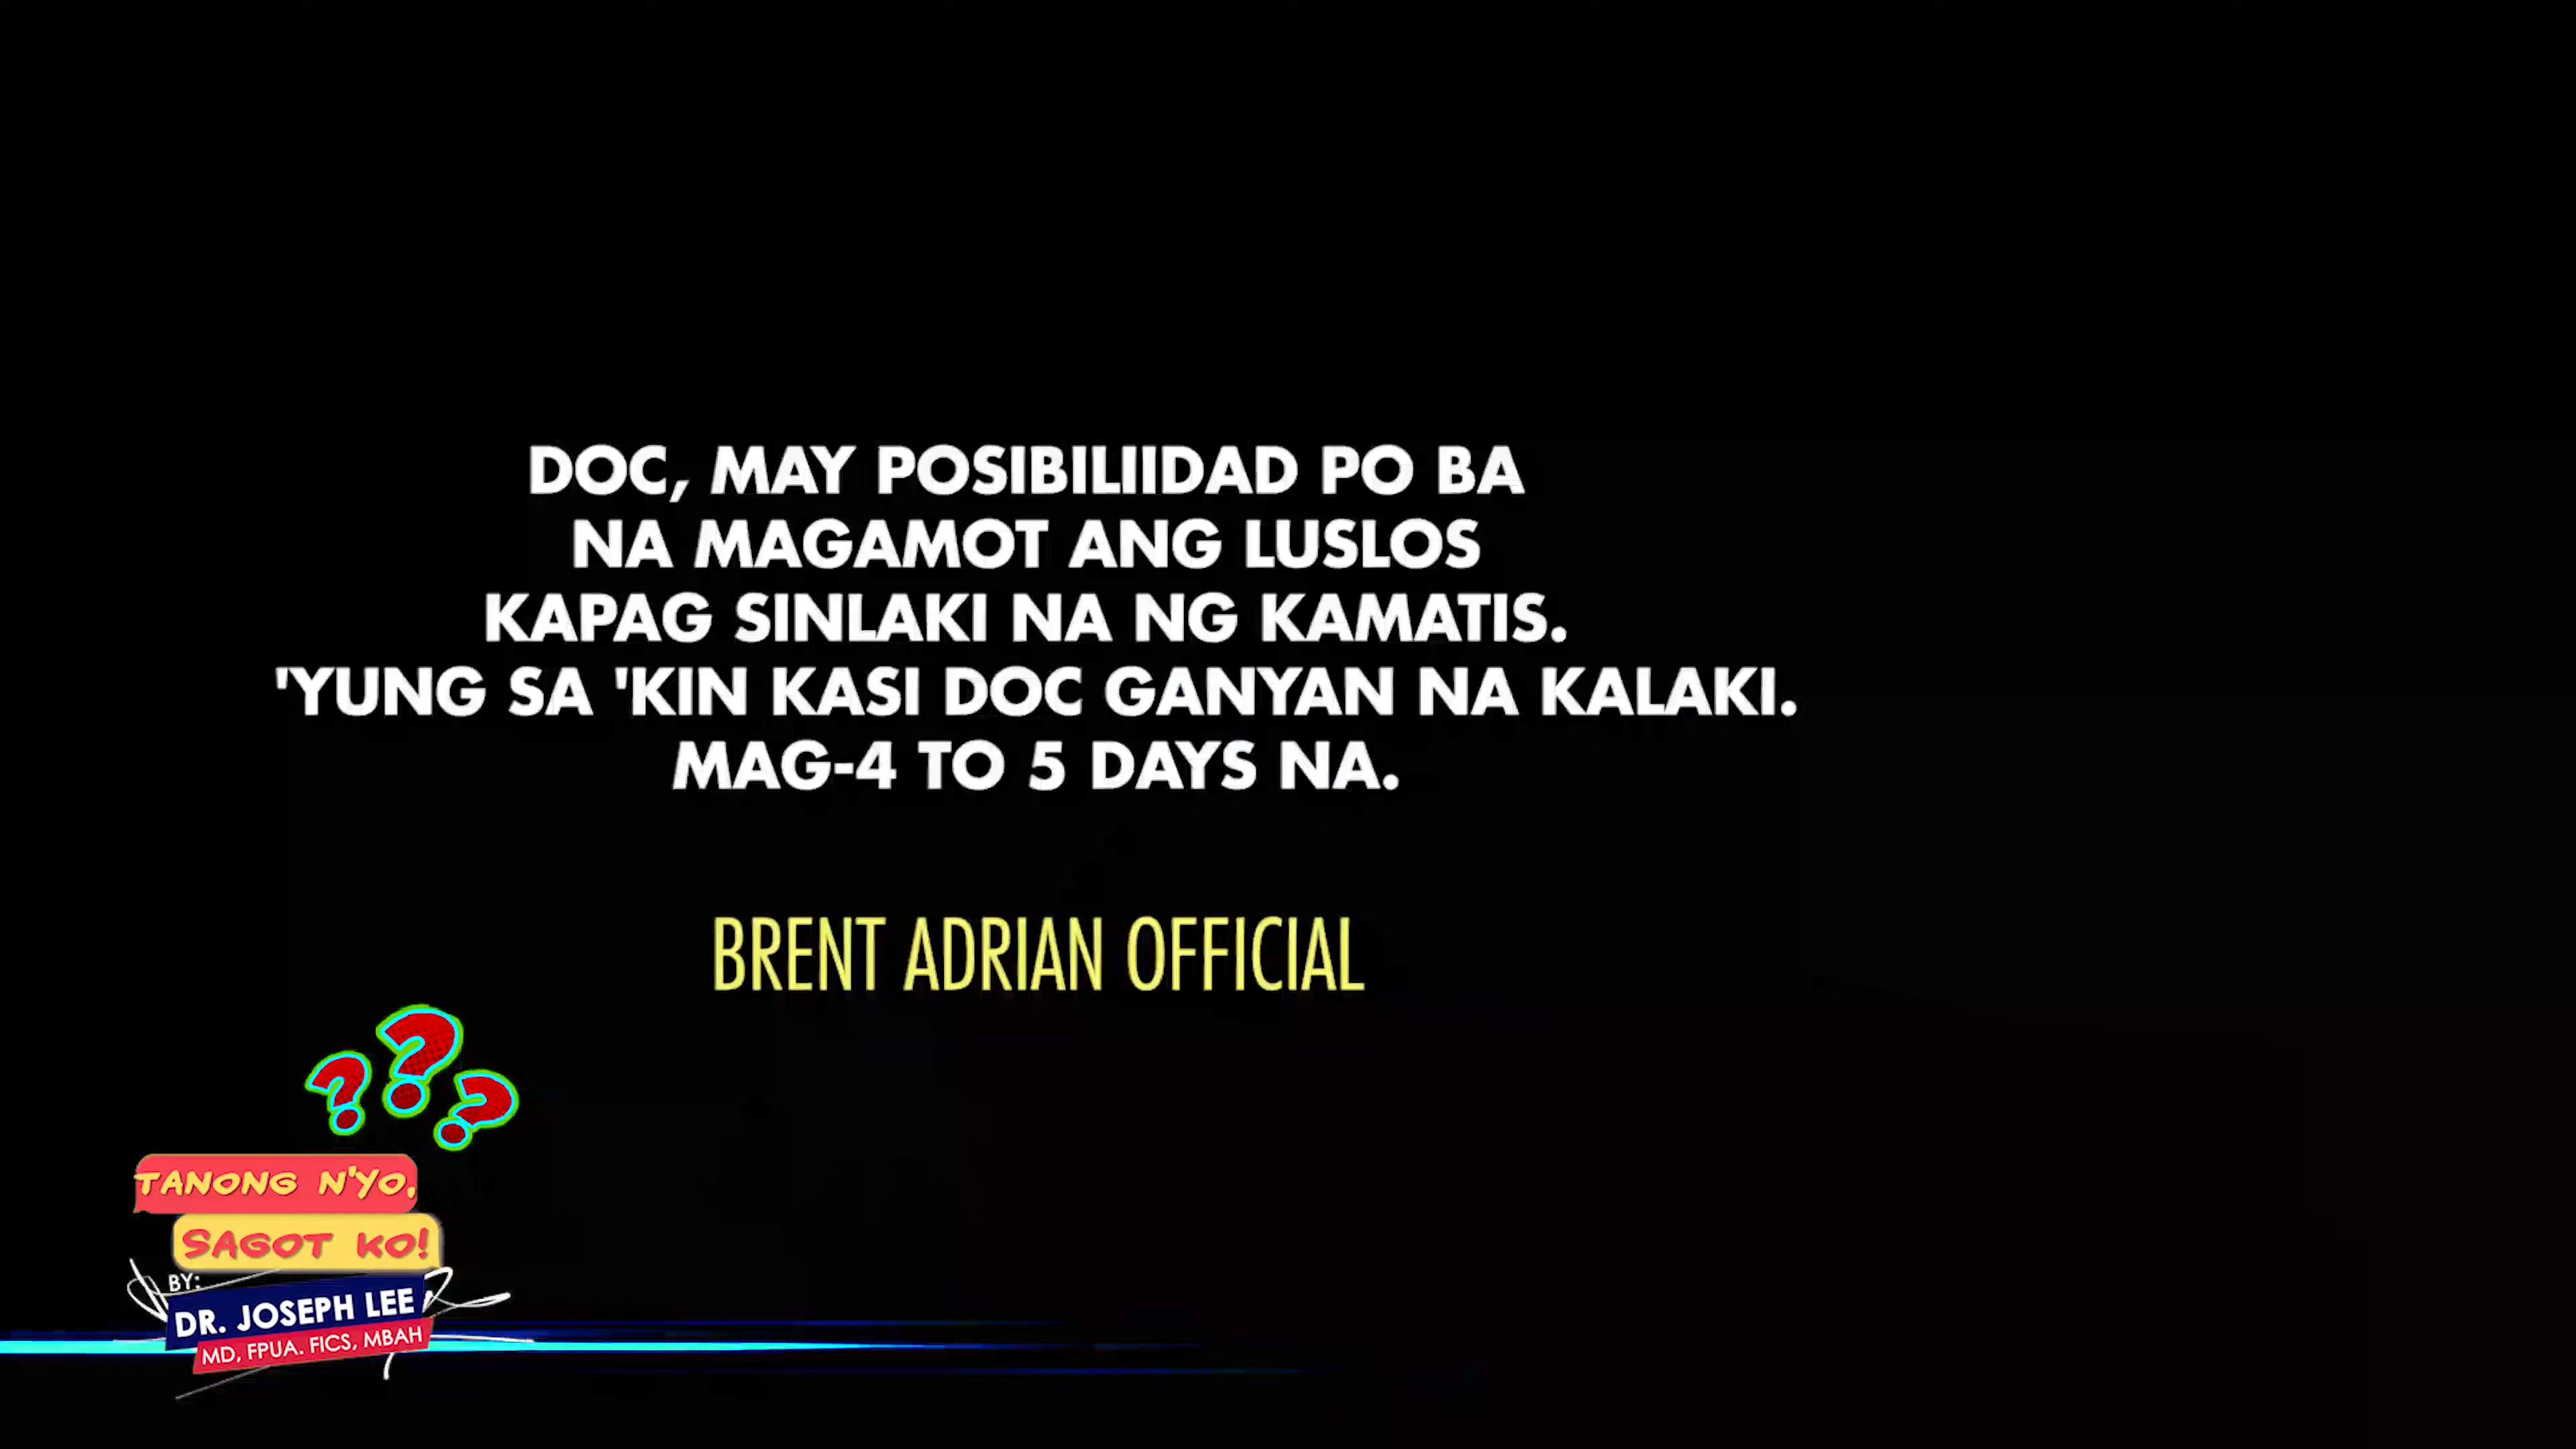 DOC, MAY POSIBILIIDAD PO BA
NA MAGAMOT ANG LUSLOS
KAPAG SINLAKI NA NG KAMATIS.
'YUNG SA 'KIN KASI DOC GANYAN NA KALAKI.
MAG-4 TO 5 DAYS NA.
BRENT ADRIAN OFFICIAL
???
TANONG N'YO,
SAGOT KO!
BY:
DR. JOSEPH LEE
MD, FPUA. FICS, MBAH